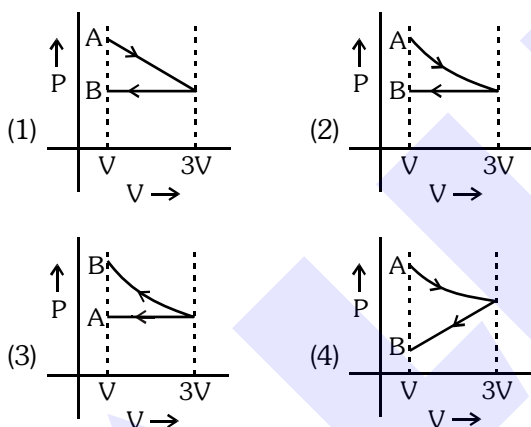 (1)
P
A
B
V
3V
V →
(2)
P
A
B
V
3V
V →
(3)
P
B
A
V
3V
V →
(4)
P
A
B
V
3V
V →